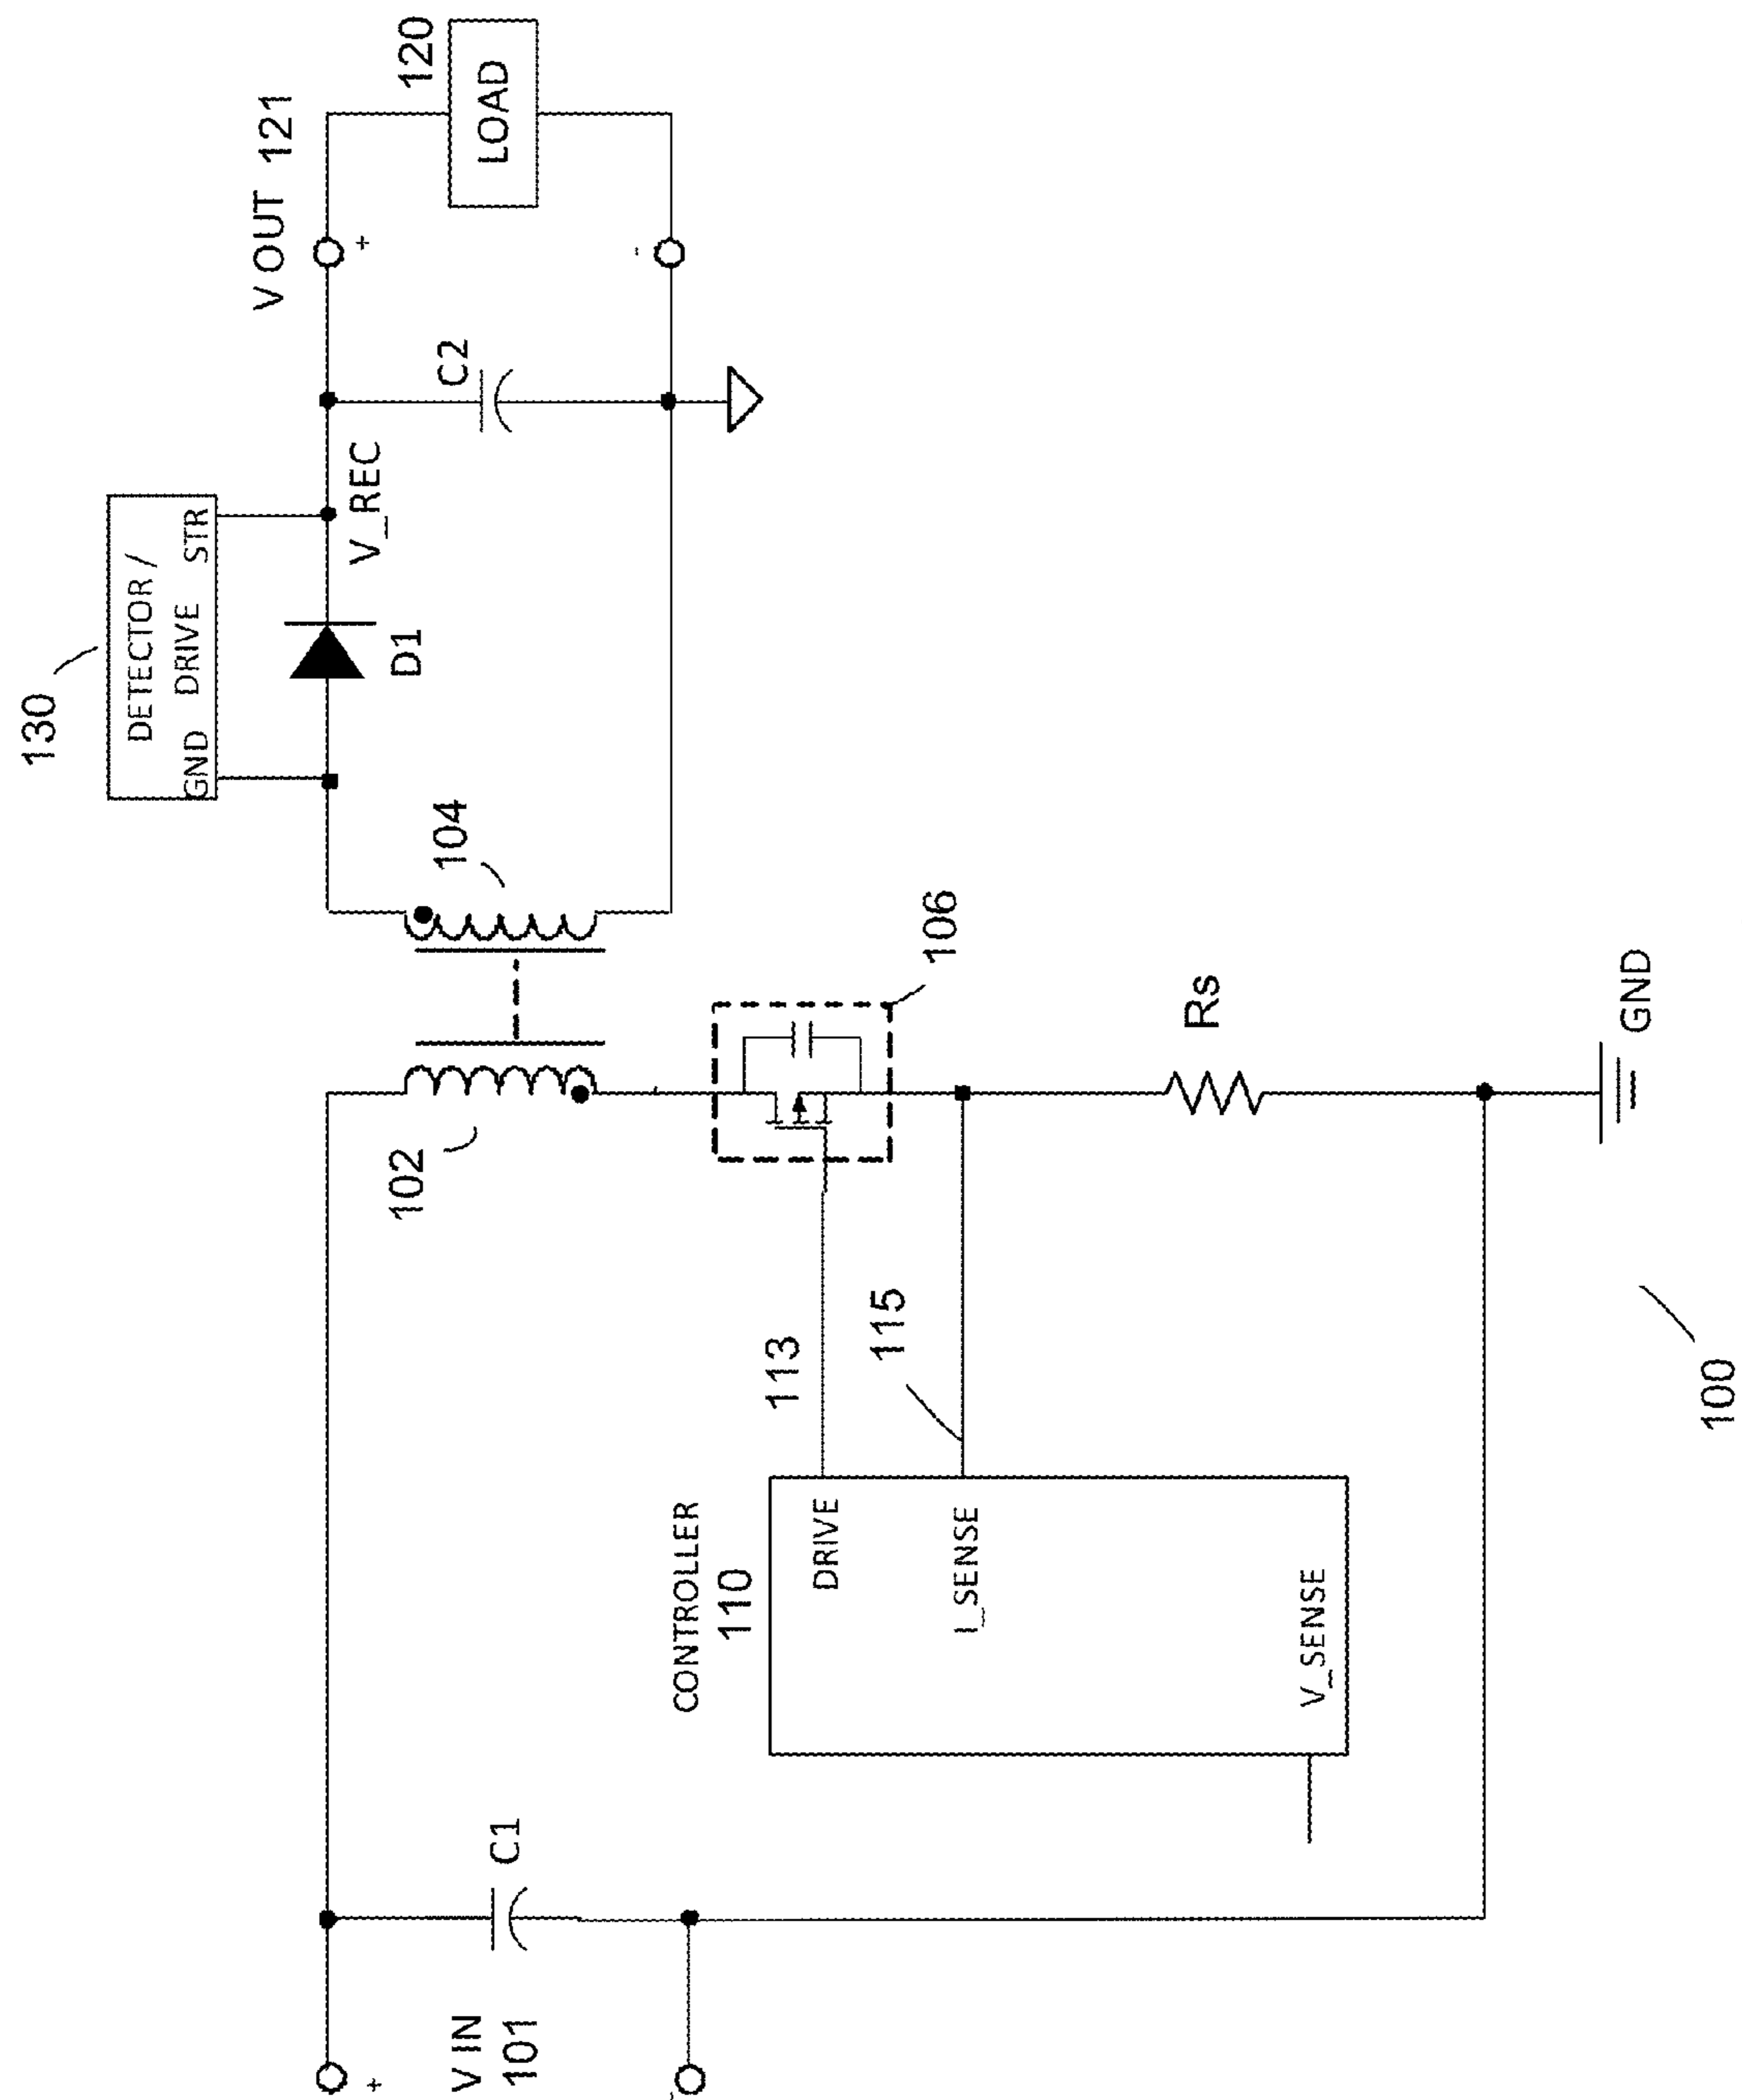 130
DETECTOR /
GND DRIVE STR
V OUT 121
120
LOAD
+
-
V_REC
D1
C2
104
102
106
+
V IN
101
-
C1
CONTROLLER
110
DRIVE
I_SENSE
V_SENSE
113
115
Rs
GND
100